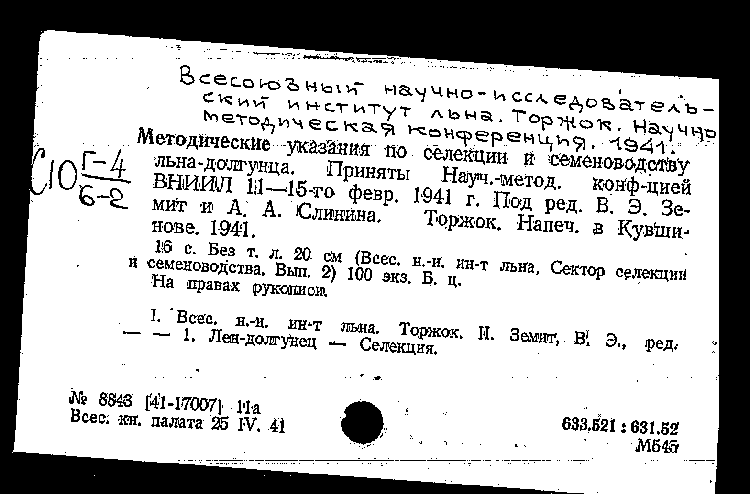 Всесоюзный научно-исследователь-
ский институт льна. Торжок. Научно
методическая конференция. 1941.
Методические указания по селекции и семеноводству
льна-долгунца. Приняты Науч.-метод. конф-цией
ВНИИЛ 11—15-го февр. 1941 г. Под ред. В. Э. Зе-
мит и А. А. Слинина. Торжок. Напеч. в Кувши-
нове. 1941.
С10 Г-4
6-2
16 с. Без т. л. 20 см (Всес. н.-и. ин-т льна, Сектор селекции
и семеноводства. Вып. 2) 100 экз. Б. ц.
На правах рукописи.
I. Всес. н.-и. ин-т льна. Торжок. II. Земит, В. Э., ред.
— — 1. Лен-долгунец — Селекция.
№ 8848 [41-17007] 11а
Всес. кн. палата 25 IV. 41
633.521 : 631.52
М545